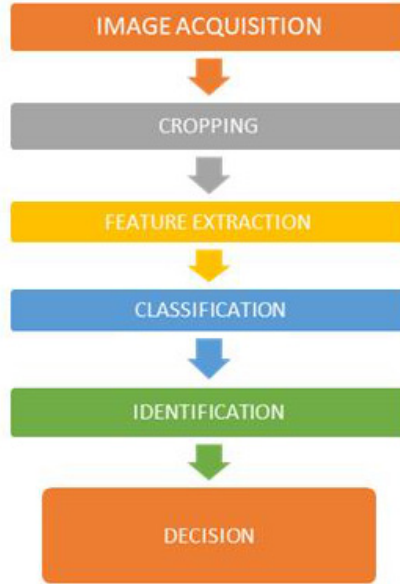 IMAGE ACQUISITION
CROPPING
FEATURE EXTRACTION
CLASSIFICATION
IDENTIFICATION
DECISION